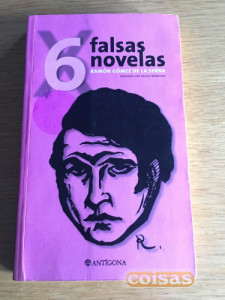 6
falsas
novelas
RAMÓN GÓMEZ DE LA SERNA
R
ANTÍGONA
coisas